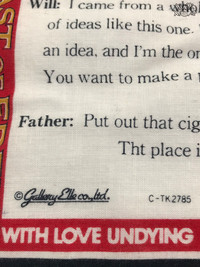 Will: I came from a whol
of ideas like this one.
an idea, and I'm the o
You want to make a
Father: Put out that cig
Tht place i
© Gallery Elle co., ltd.
C-TK2785
WITH LOVE UNDYING